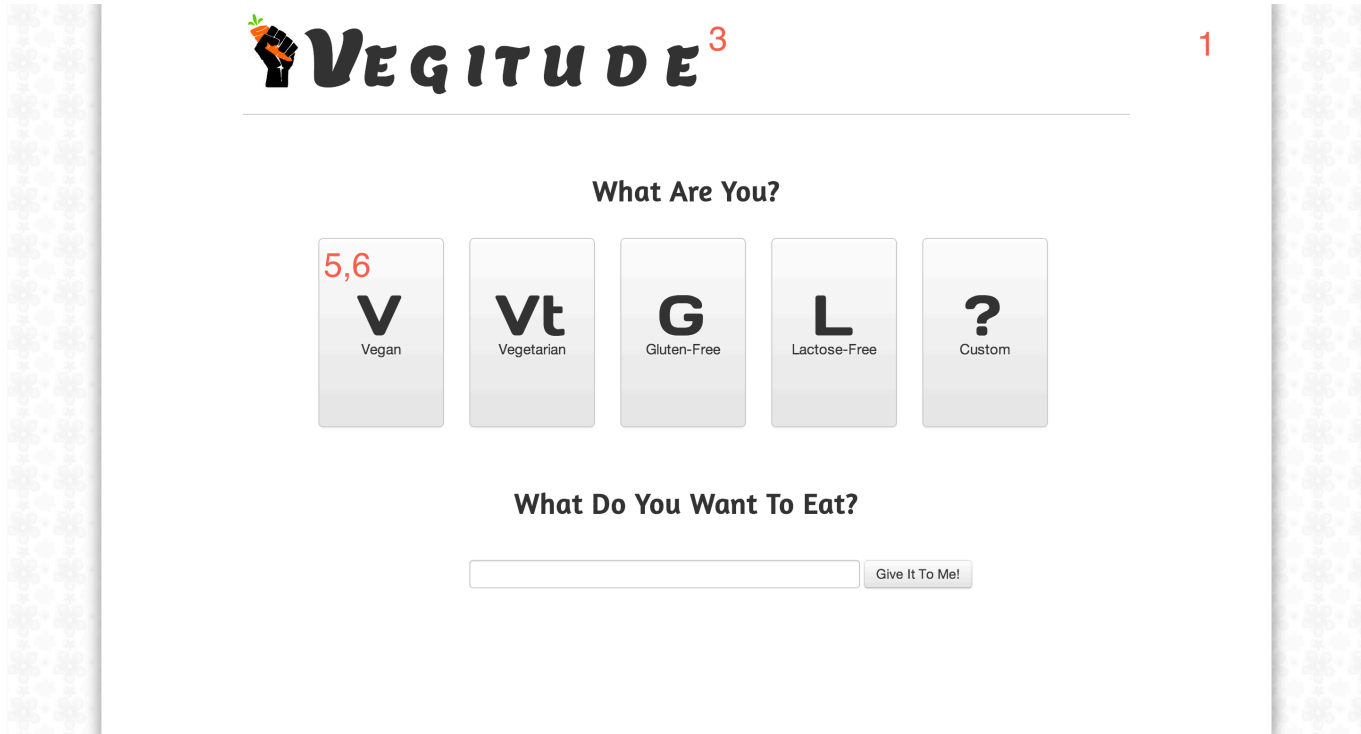 VEGITUDE 3 1
What Are You?
5,6
V Vt G L ?
Vegan Vegetarian Gluten-Free Lactose-Free Custom
What Do You Want To Eat?
Give It To Me!